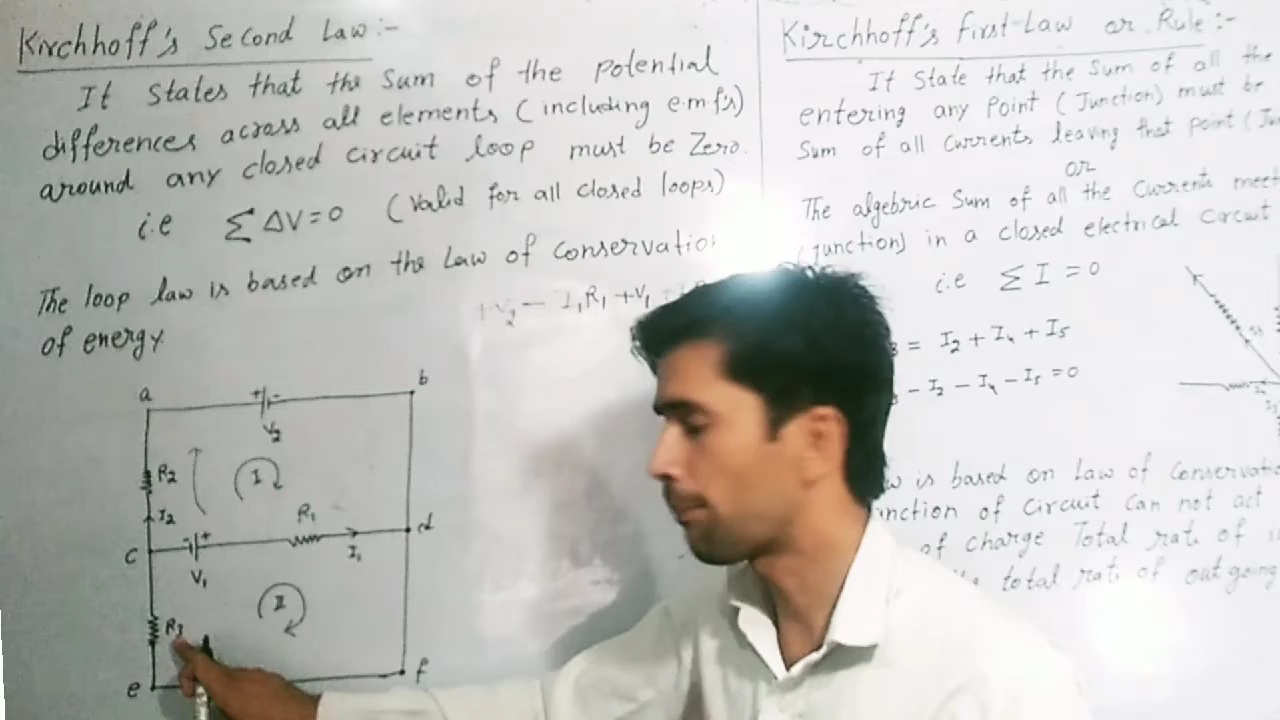 Kirchhoff's Second Law :-
It States that the Sum of the Potential
differences across all elements (including e.m.f's)
around any closed circuit loop must be Zero.
i.e ∑ ΔV = 0 (Valid for all closed loops)
The loop law is based on the Law of Conservatio
of energy.
+V₂ - I₁R₁ + V₁
a
b
+ -
V₂
R₂
I
I₂
R₁
c
d
- +
V₁
I₁
II
R₃
e
f
Kirchhoff's first Law or Rule :-
It State that the Sum of all the
entering any Point (Junction) must be
Sum of all Currents leaving that point (Ju
or
The algebric Sum of all the Currents meet
(junction) in a closed electrical Circuit
i.e ∑ I = 0
= I₂ + I₄ + I₅
- I₂ - I₄ - I₅ = 0
is based on Law of Conservatio
unction of Circuit Can not act
of charge Total rate of
total rate of outgoing